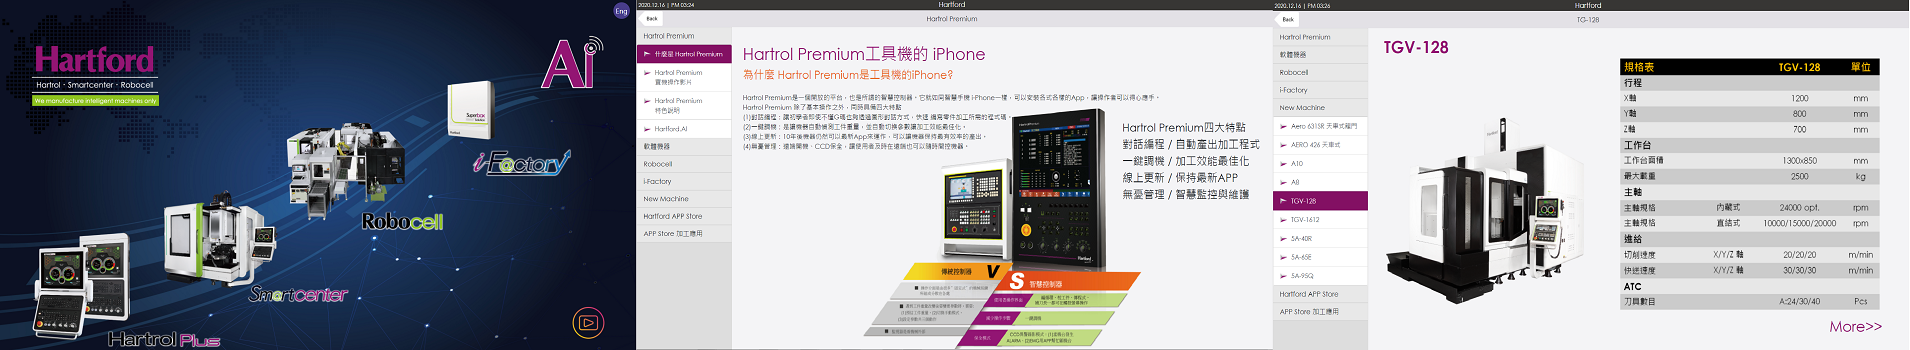 Eng
Hartford
Hartrol · Smartcenter · Robocell
We manufacture intelligent machines only
Ai
Superbox
i-Factory
Robocell
Smartcenter
Hartrol Plus
2020.12.16 | PM 03:24
Hartford
Back
Hartrol Premium
Hartrol Premium
什麼是 Hartrol Premium
Hartrol Premium
實機操作影片
Hartrol Premium
特色說明
Hartford.AI
軟體機器
Robocell
i-Factory
New Machine
Hartford APP Store
APP Store 加工應用
Hartrol Premium工具機的 iPhone
為什麼 Hartrol Premium是工具機的iPhone?
Hartrol Premium是一個開放的平台，也是所謂的智慧控制器，它就如同智慧手機 i-Phone一樣，可以安裝各式各樣的App，讓操作者可以得心應手。
Hartrol Premium 除了基本操作之外，同時具備四大特點
(1)對話編程：讓初學者即使不懂G碼也夠透過圖形對話方式，快速 編寫零件加工所需的程式碼。
(2)一鍵調機：是讓機器自動偵測工件重量，並自動切換參數讓加工效能最佳化。
(3)線上更新：10年後機器仍然可以最新App來運作，可以讓機器保持最有效率的產出。
(4)無憂管理：遠端開機、CCD保全，讓使用者及時在遠端也可以隨時間控機器。
Hartrol Premium四大特點
對話編程 / 自動產出加工程式
一鍵調機 / 加工效能最佳化
線上更新 / 保持最新APP
無憂管理 / 智慧監控與維護
Hartford
傳統控制器
V
S
智慧控制器
一鍵調機
保全模式
2020.12.16 | PM 03:26
Hartford
Back
TG-128
Hartrol Premium
軟體機器
Robocell
i-Factory
New Machine
Aero 6315R 天車式龍門
AERO 426 天車式
A10
A8
TGV-128
TGV-1612
5A-40R
5A-65E
5A-95Q
Hartford APP Store
APP Store 加工應用
TGV-128
規格表 TGV-128 單位
行程
X軸 1200 mm
Y軸 800 mm
Z軸 700 mm
工作台
工作台面積 1300x850 mm
最大載重 2500 kg
主軸
主軸規格 內藏式 24000 opt. rpm
主軸規格 直結式 10000/15000/20000 rpm
進給
切削速度 X/Y/Z 軸 20/20/20 m/min
快送速度 X/Y/Z 軸 30/30/30 m/min
ATC
刀具數目 A:24/30/40 Pcs
More>>